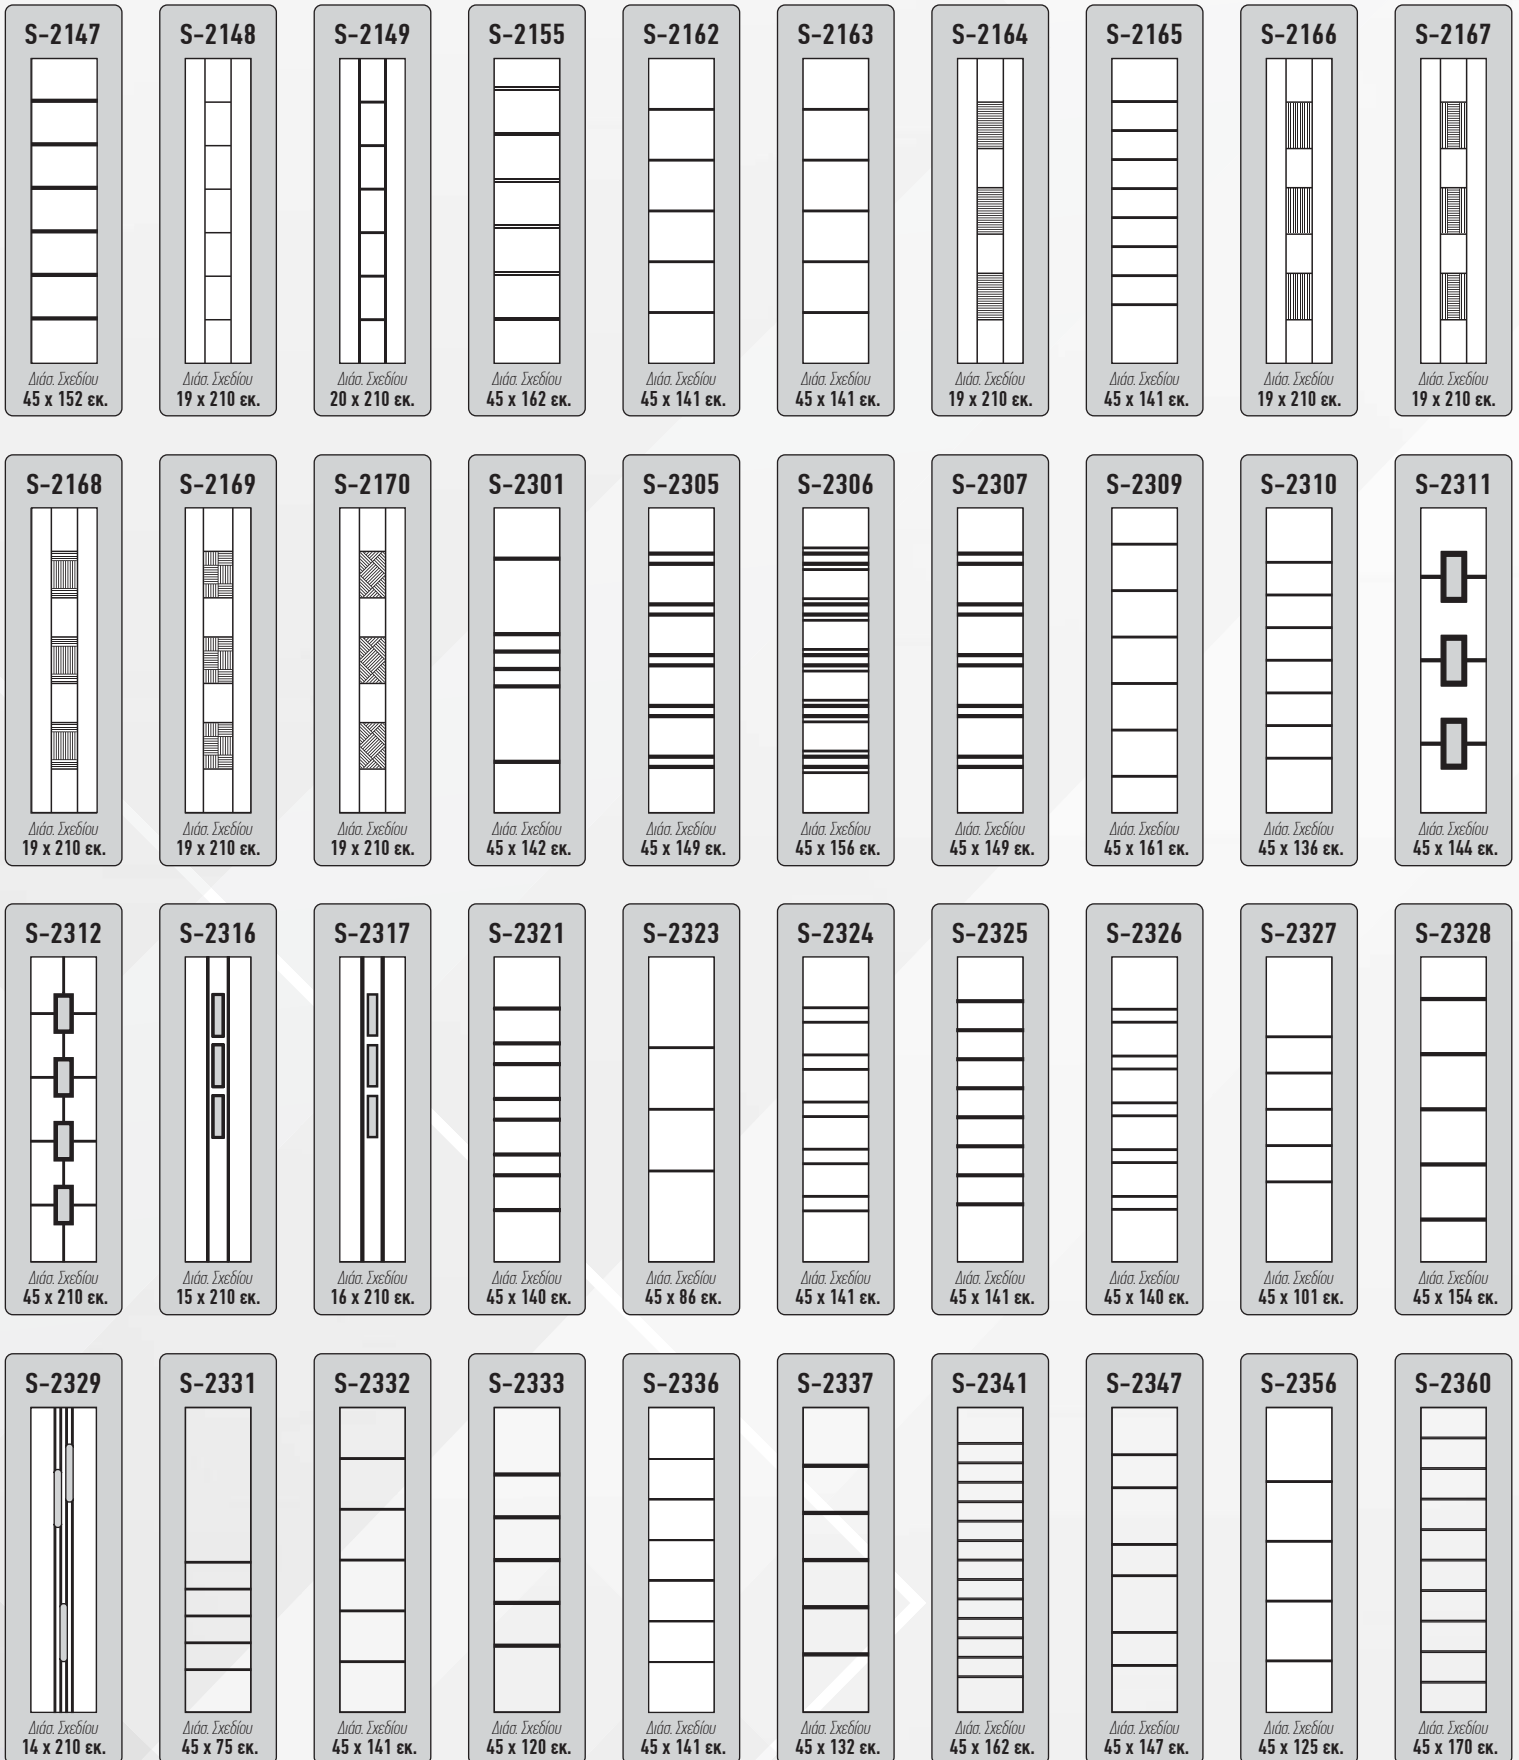 S-2147 S-2148 S-2149 S-2155 S-2162 S-2163 S-2164 S-2165 S-2166 S-2167
Διάσ. Σχεδίου Διάσ. Σχεδίου Διάσ. Σχεδίου Διάσ. Σχεδίου Διάσ. Σχεδίου Διάσ. Σχεδίου Διάσ. Σχεδίου Διάσ. Σχεδίου Διάσ. Σχεδίου Διάσ. Σχεδίου
45 x 152 εκ. 19 x 210 εκ. 20 x 210 εκ. 45 x 162 εκ. 45 x 141 εκ. 45 x 141 εκ. 19 x 210 εκ. 45 x 141 εκ. 19 x 210 εκ. 19 x 210 εκ.
S-2168 S-2169 S-2170 S-2301 S-2305 S-2306 S-2307 S-2309 S-2310 S-2311
Διάσ. Σχεδίου Διάσ. Σχεδίου Διάσ. Σχεδίου Διάσ. Σχεδίου Διάσ. Σχεδίου Διάσ. Σχεδίου Διάσ. Σχεδίου Διάσ. Σχεδίου Διάσ. Σχεδίου Διάσ. Σχεδίου
19 x 210 εκ. 19 x 210 εκ. 19 x 210 εκ. 45 x 142 εκ. 45 x 149 εκ. 45 x 156 εκ. 45 x 149 εκ. 45 x 161 εκ. 45 x 136 εκ. 45 x 144 εκ.
S-2312 S-2316 S-2317 S-2321 S-2323 S-2324 S-2325 S-2326 S-2327 S-2328
Διάσ. Σχεδίου Διάσ. Σχεδίου Διάσ. Σχεδίου Διάσ. Σχεδίου Διάσ. Σχεδίου Διάσ. Σχεδίου Διάσ. Σχεδίου Διάσ. Σχεδίου Διάσ. Σχεδίου Διάσ. Σχεδίου
45 x 210 εκ. 15 x 210 εκ. 16 x 210 εκ. 45 x 140 εκ. 45 x 86 εκ. 45 x 141 εκ. 45 x 141 εκ. 45 x 140 εκ. 45 x 101 εκ. 45 x 154 εκ.
S-2329 S-2331 S-2332 S-2333 S-2336 S-2337 S-2341 S-2347 S-2356 S-2360
Διάσ. Σχεδίου Διάσ. Σχεδίου Διάσ. Σχεδίου Διάσ. Σχεδίου Διάσ. Σχεδίου Διάσ. Σχεδίου Διάσ. Σχεδίου Διάσ. Σχεδίου Διάσ. Σχεδίου Διάσ. Σχεδίου
14 x 210 εκ. 45 x 75 εκ. 45 x 141 εκ. 45 x 120 εκ. 45 x 141 εκ. 45 x 132 εκ. 45 x 162 εκ. 45 x 147 εκ. 45 x 125 εκ. 45 x 170 εκ.